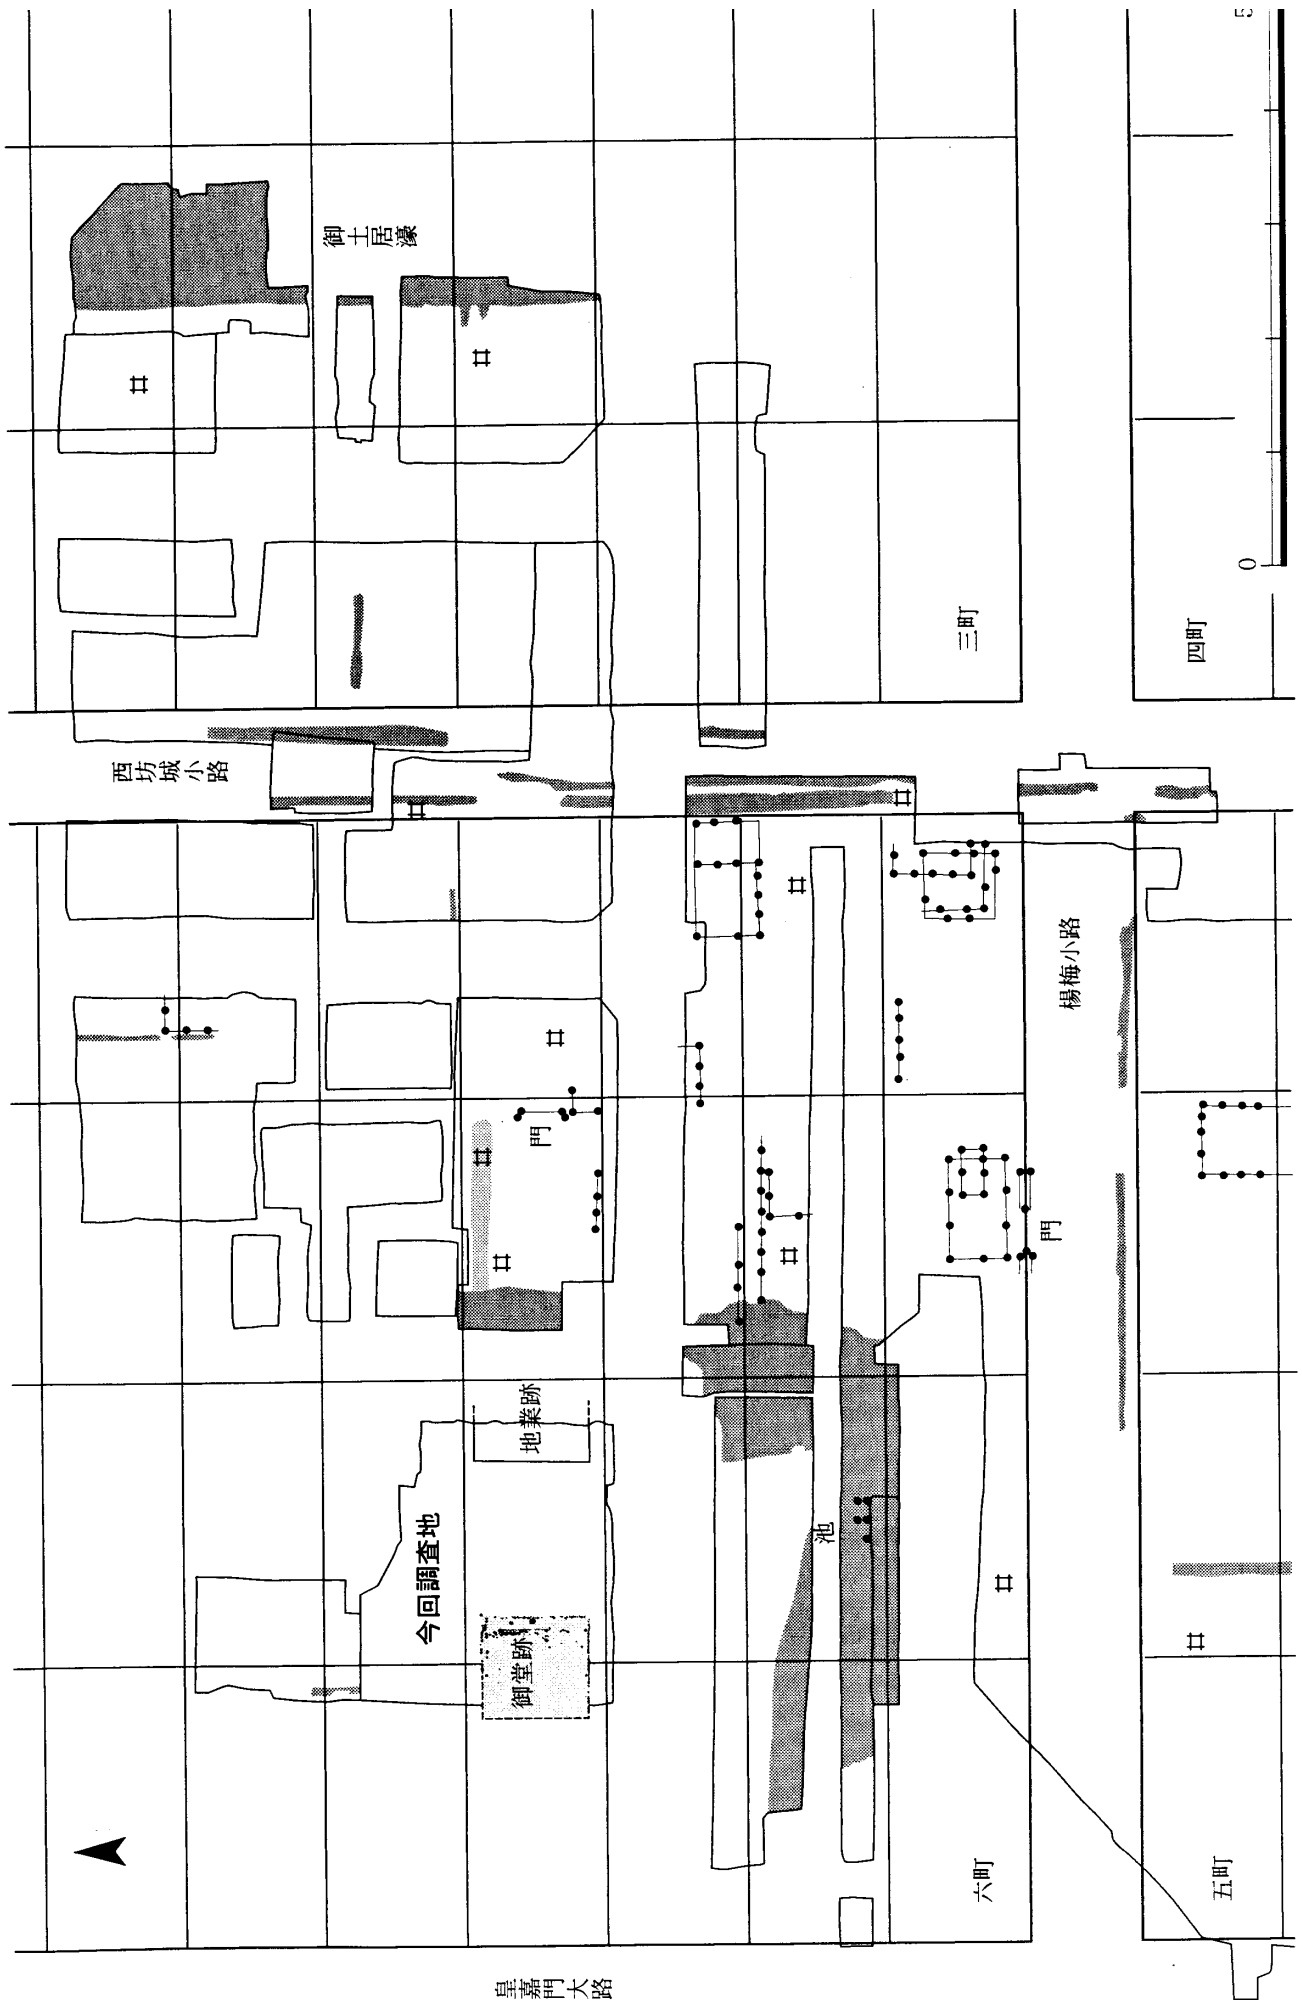 皇嘉門大路
西坊城小路
御土居濠
今回調査地
御堂跡
地業跡
門
池
六町
三町
門
楊梅小路
五町
四町
0
5